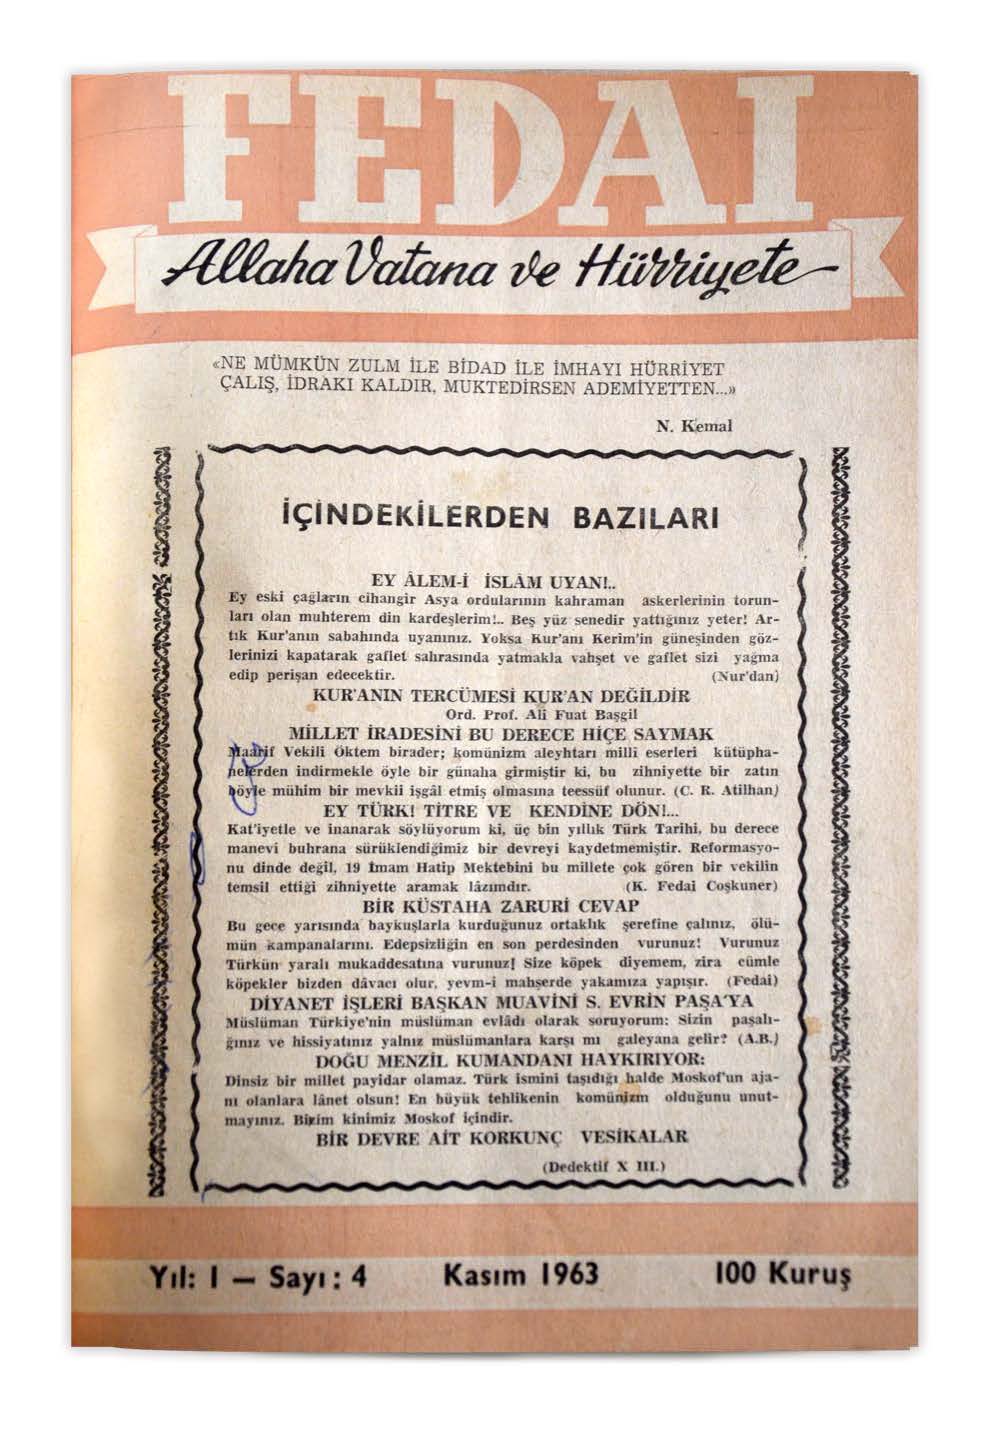 FEDAI
Allaha Vatana ve Hürriyete
«NE MÜMKÜN ZULM İLE BİDAD İLE İMHAYI HÜRRİYET
ÇALIŞ, İDRAKI KALDIR, MUKTEDİRSEN ADEMİYETTEN...»
N. Kemal
İÇİNDEKİLERDEN BAZILARI
EY ÂLEM-İ İSLÂM UYAN!..
Ey eski çağların cihangir Asya ordularının kahraman askerlerinin torun-
ları olan muhterem din kardeşlerim!.. Beş yüz senedir yattığınız yeter! Ar-
tık Kur'anın sabahında uyanınız. Yoksa Kur'anı Kerim'in güneşinden göz-
lerinizi kapatarak gaflet sahrasında yatmakla vahşet ve gaflet sizi yağma
edip perişan edecektir. (Nur'dan)
KUR'ANIN TERCÜMESİ KUR'AN DEĞİLDİR
Ord. Prof. Ali Fuat Başgil
MİLLET İRADESİNİ BU DERECE HİÇE SAYMAK
Maârif Vekili Öktem birader; komünizm aleyhtarı milli eserleri kütüpha-
nelerden indirmekle öyle bir günaha girmiştir ki, bu zihniyette bir zatın
böyle mühim bir mevkii işgâl etmiş olmasına teessüf olunur. (C. R. Atilhan)
EY TÜRK! TİTRE VE KENDİNE DÖN!...
Kat'iyetle ve inanarak söylüyorum ki, üç bin yıllık Türk Tarihi, bu derece
manevi buhrana sürüklendiğimiz bir devreyi kaydetmemiştir. Reformasyo-
nu dinde değil, 19 İmam Hatip Mektebini bu millete çok gören bir vekilin
temsil ettiği zihniyette aramak lâzımdır. (K. Fedai Coşkuner)
BİR KÜSTAHA ZARURİ CEVAP
Bu gece yarısında baykuşlarla kurduğunuz ortaklık şerefine çalınız, ölü-
mün kampanalarını. Edepsizliğin en son perdesinden vurunuz! Vurunuz
Türkün yaralı mukaddesatına vurunuz! Size köpek diyemem, zira cümle
köpekler bizden dâvacı olur, yevm-i mahşerde yakamıza yapışır. (Fedai)
DİYANET İŞLERİ BAŞKAN MUAVİNİ S. EVRİN PAŞA'YA
Müslüman Türkiye'nin müslüman evlâdı olarak soruyorum: Sizin paşalı-
ğınız ve hissiyatınız yalnız müslümanlara karşı mı galeyana gelir? (A.B.)
DOĞU MENZİL KUMANDANI HAYKIRIYOR:
Dinsiz bir millet payidar olamaz. Türk ismini taşıdığı halde Moskof'un aja-
nı olanlara lânet olsun! En büyük tehlikenin komünizm olduğunu unut-
mayınız. Bizim kinimiz Moskof içindir.
BİR DEVRE AİT KORKUNÇ VESİKALAR
(Dedektif X III.)
Yıl: 1 — Sayı: 4 Kasım 1963 100 Kuruş